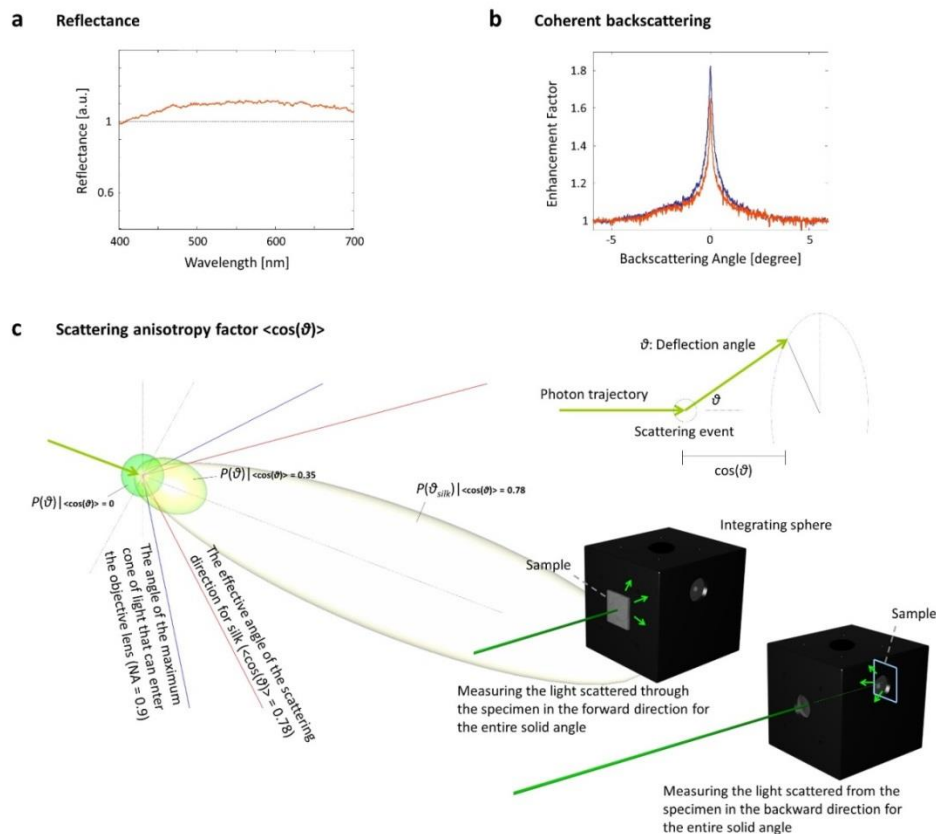 a Reflectance
Reflectance [a.u.]
1
0.6
400 500 600 700
Wavelength [nm]
b Coherent backscattering
Enhancement Factor
1.8
1.6
1.4
1.2
1
-5 0 5
Backscattering Angle [degree]
c Scattering anisotropy factor <cos(ϑ)>
ϑ: Deflection angle
Photon trajectory
ϑ
Scattering event
cos(ϑ)
P(ϑ)|<cos(ϑ)> = 0
P(ϑ)|<cos(ϑ)> = 0.35
P(ϑsilk)|<cos(ϑ)> = 0.78
The angle of the maximum
cone of light that can enter
the objective lens (NA = 0.9)
The effective angle of the scattering
direction for silk (<cos(ϑ)> = 0.78)
Integrating sphere
Sample
Measuring the light scattered through
the specimen in the forward direction for
the entire solid angle
Sample
Measuring the light scattered from the
specimen in the backward direction for
the entire solid angle